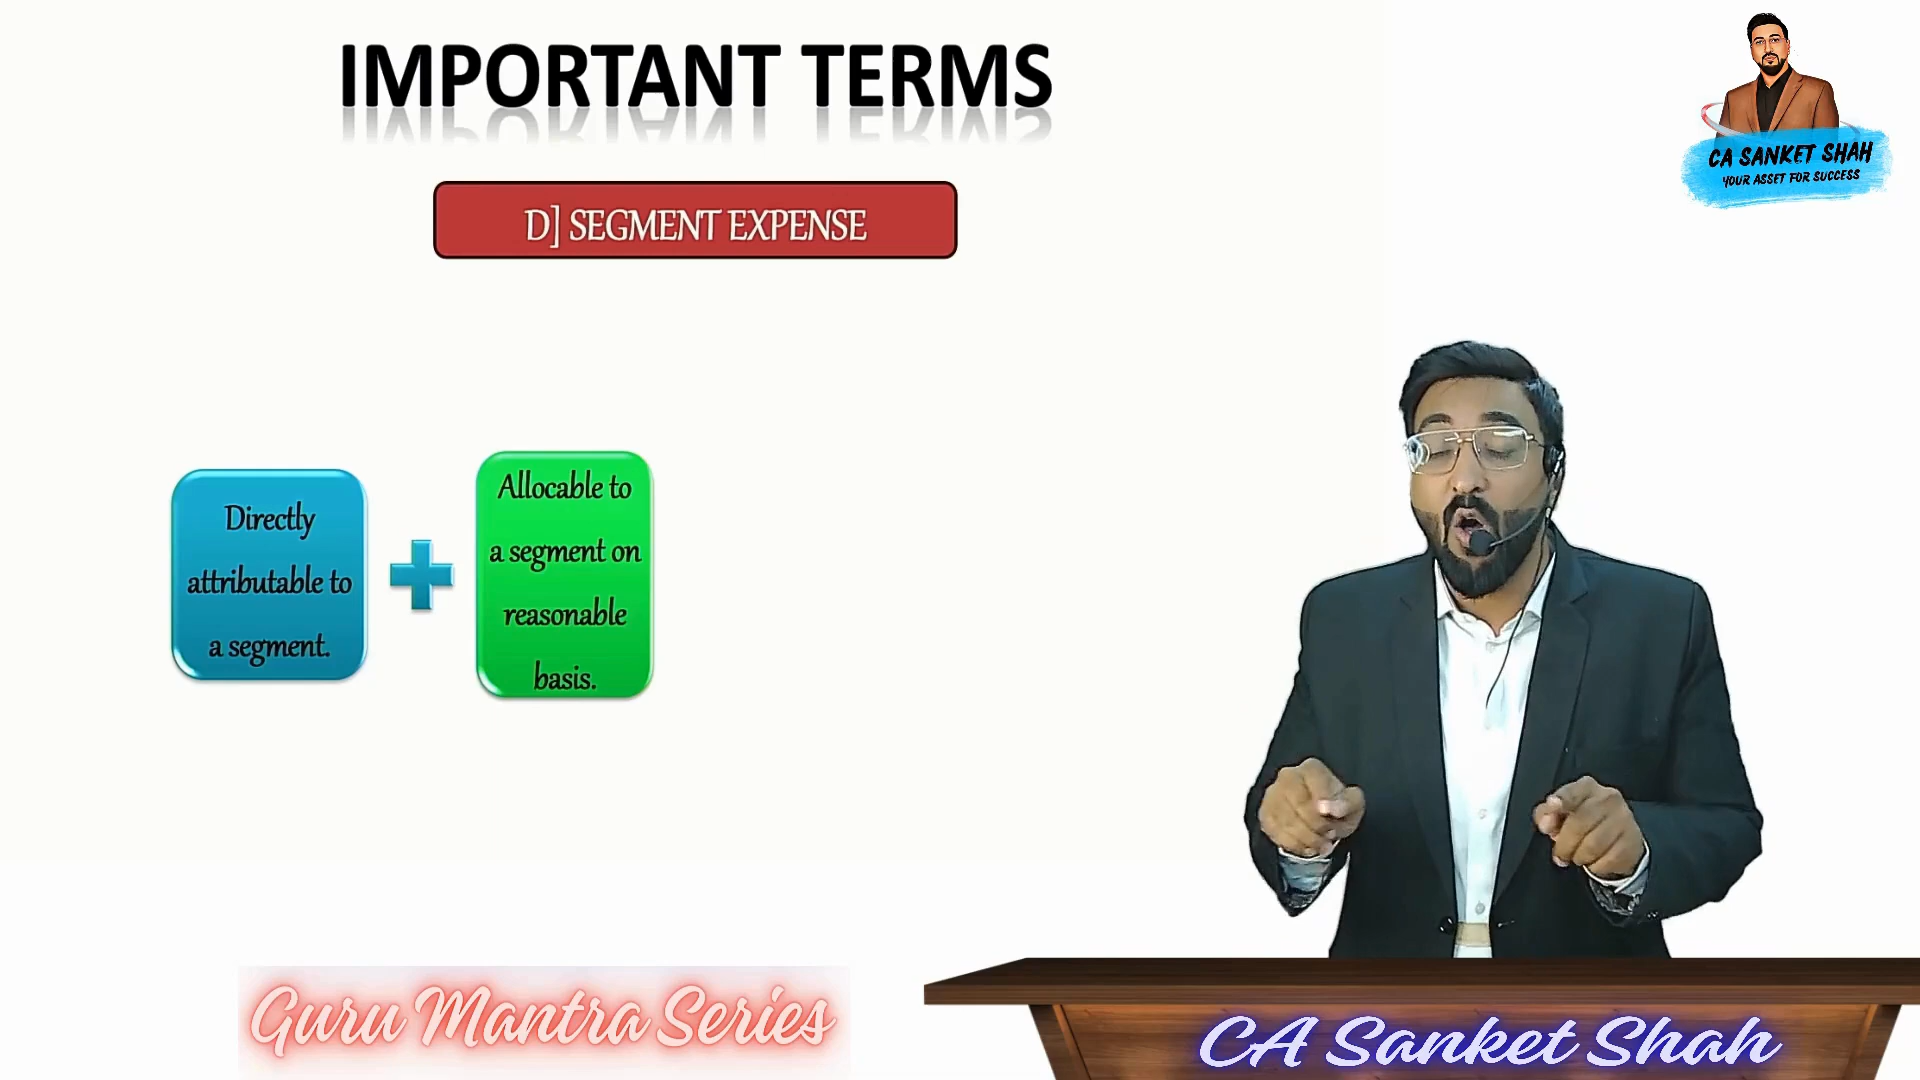 IMPORTANT TERMS
CA SANKET SHAH
YOUR ASSET FOR SUCCESS
D] SEGMENT EXPENSE
Directly
attributable to
a segment.
Allocable to
a segment on
reasonable
basis.
Guru Mantra Series
CA Sanket Shah